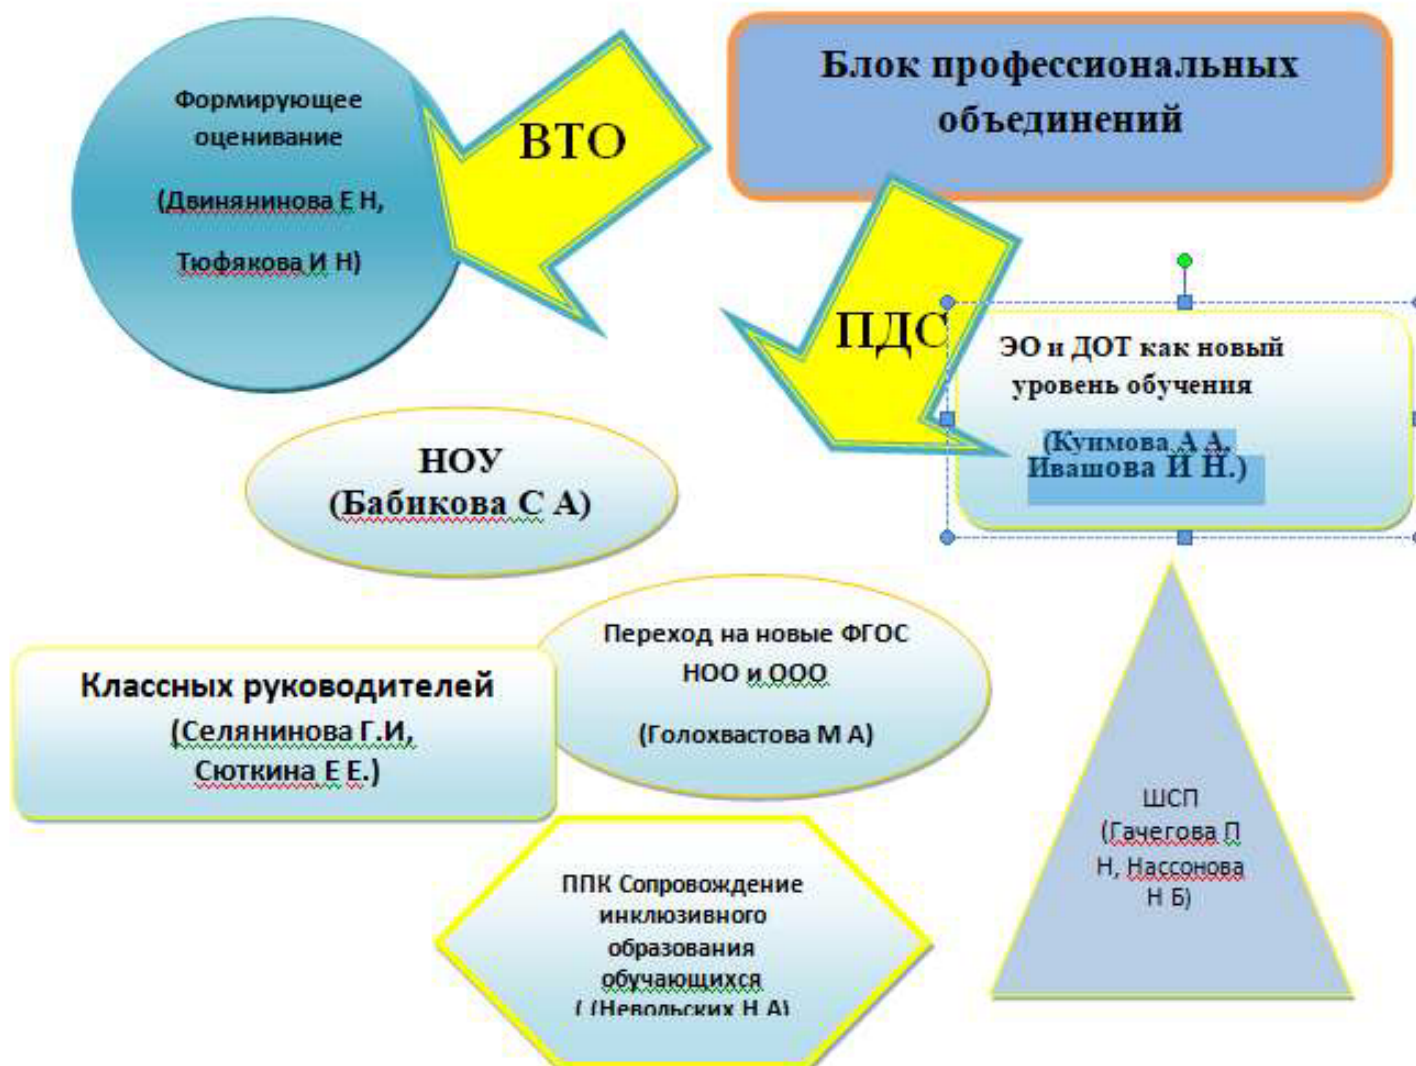 Блок профессиональных
объединений
ВТО
Формирующее
оценивание
(Двинянинова Е Н,
Тюфякова И Н)
ПДС
ЭО и ДОТ как новый
уровень обучения
(Куимова А А,
Ивашова И Н.)
НОУ
(Бабикова С А)
Переход на новые ФГОС
НОО и ООО
(Голохвастова М А)
Классных руководителей
(Селянинова Г.И,
Сюткина Е Е.)
ШСП
(Гачегова П
Н, Нассонова
Н Б)
ППК Сопровождение
инклюзивного
образования
обучающихся
( (Невольских Н А)